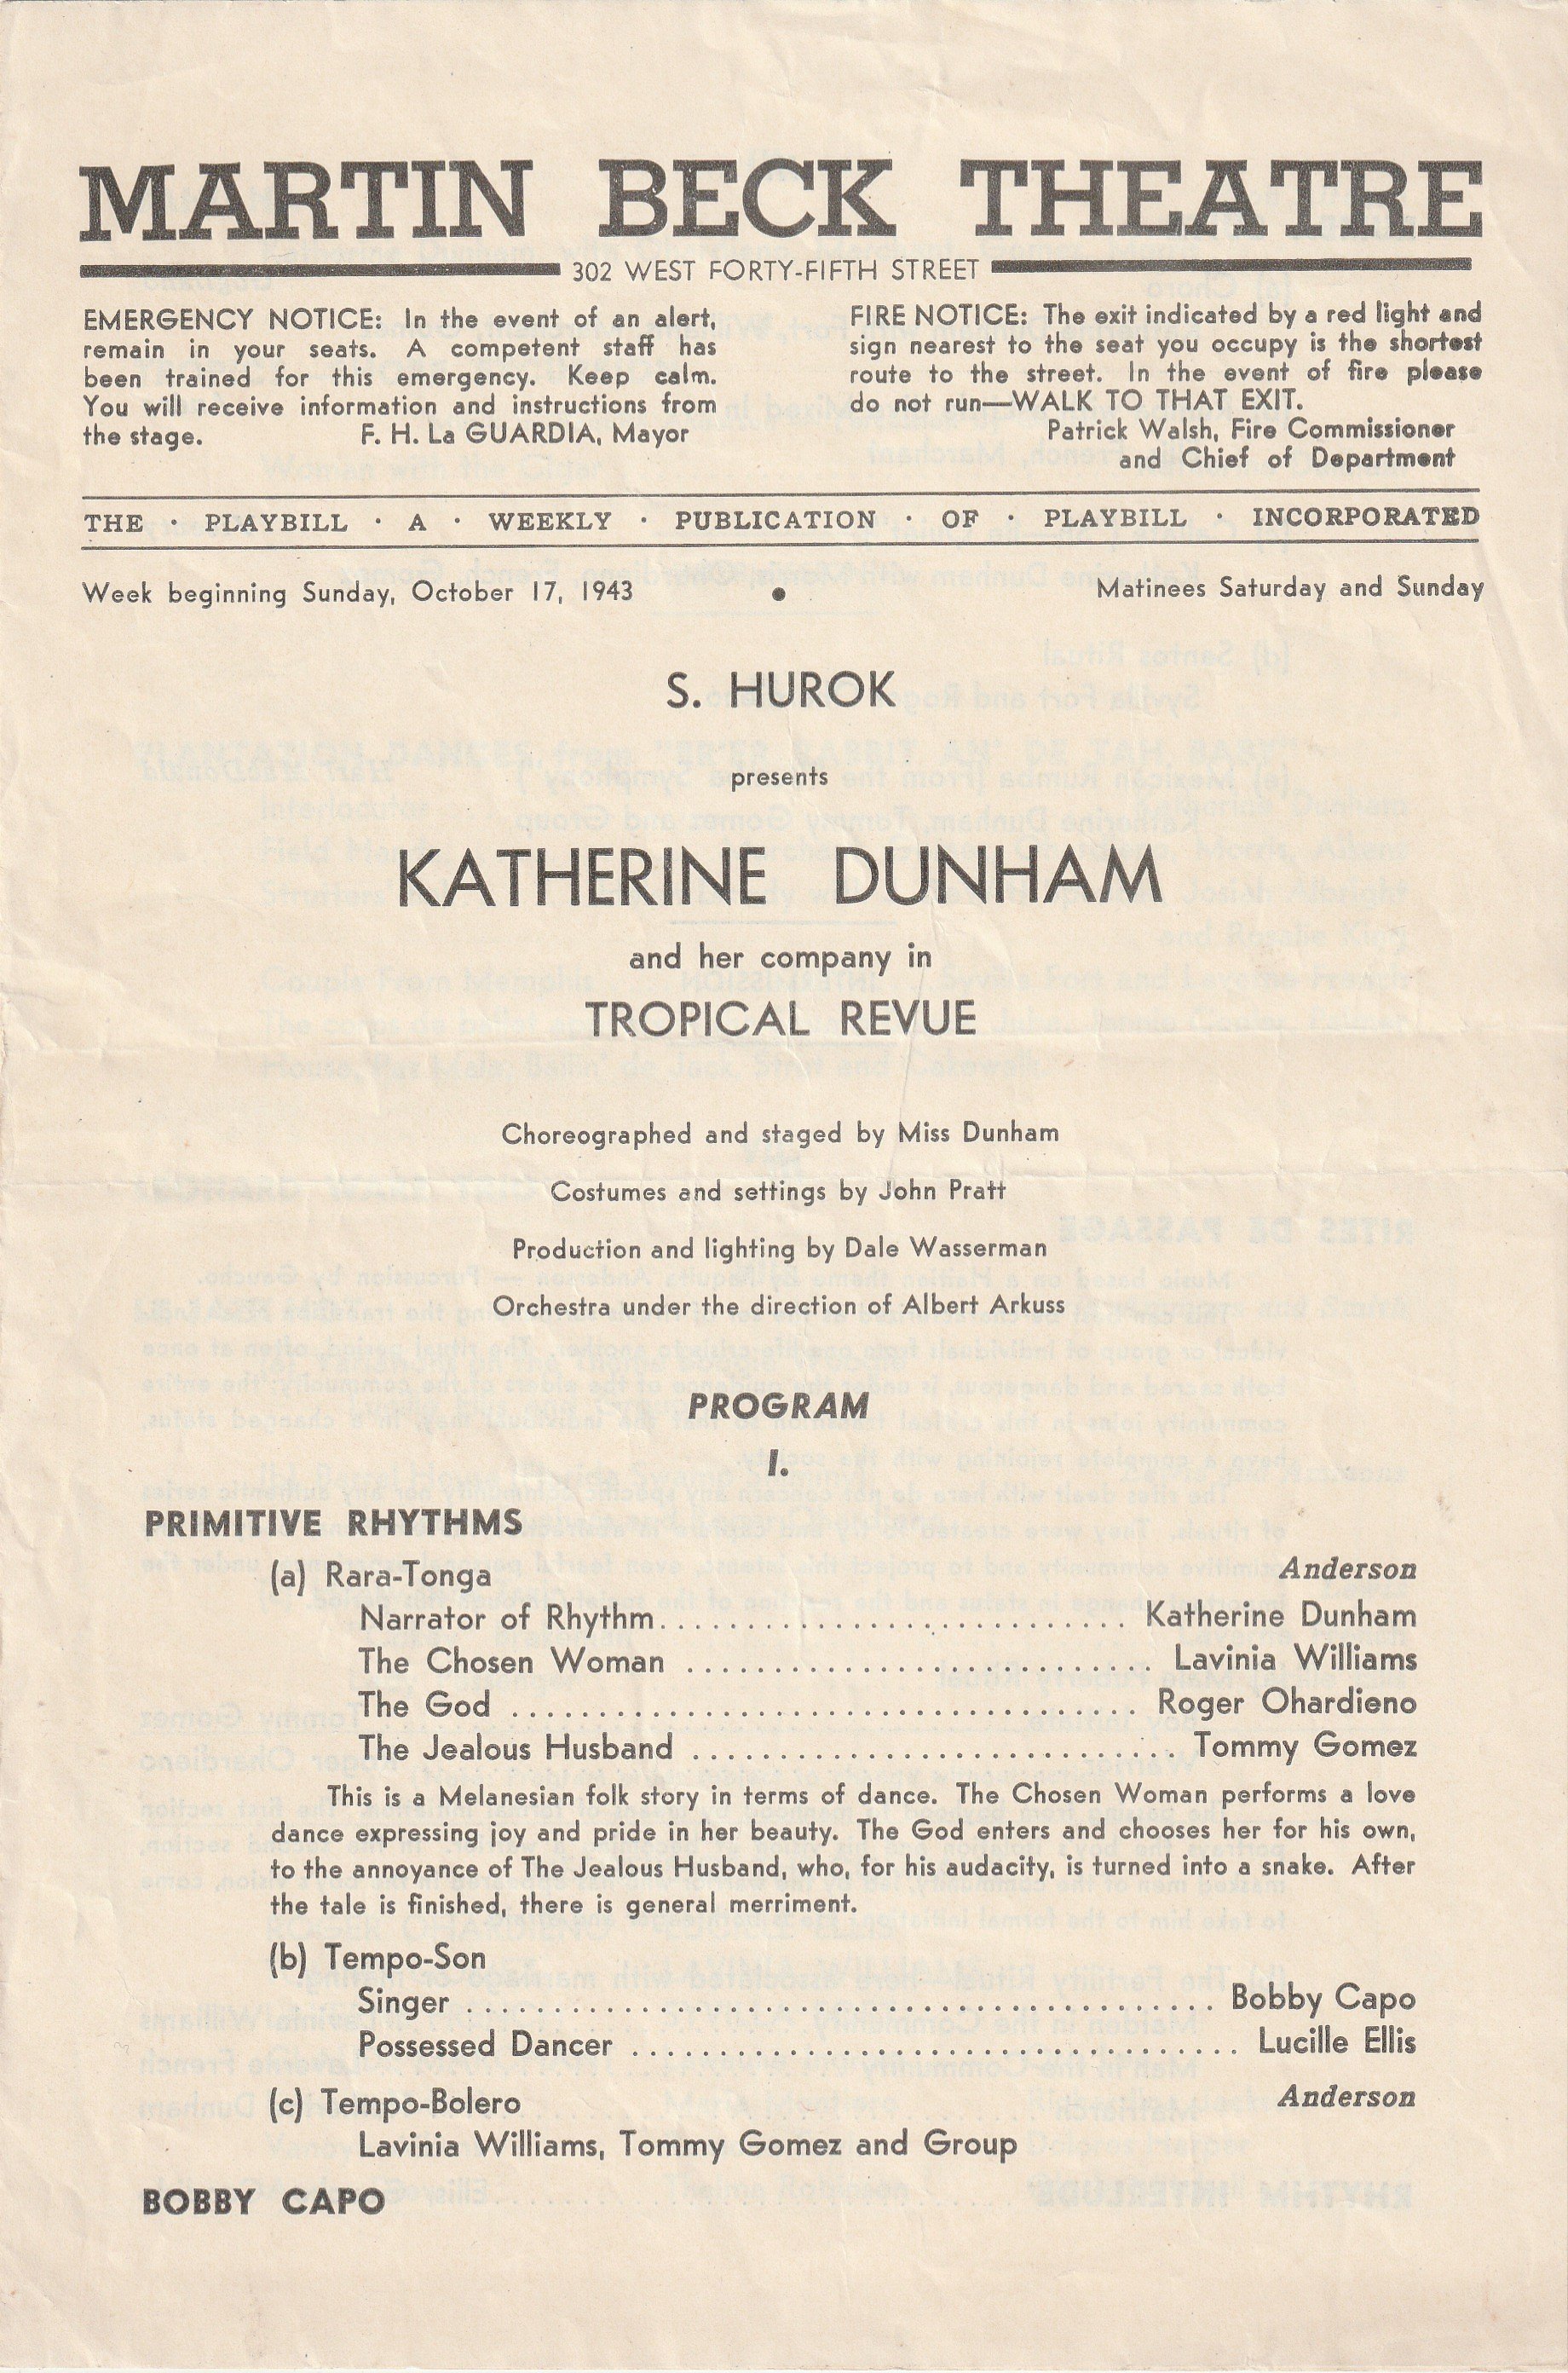 MARTIN BECK THEATRE
302 WEST FORTY-FIFTH STREET
EMERGENCY NOTICE: In the event of an alert,
remain in your seats. A competent staff has
been trained for this emergency. Keep calm.
You will receive information and instructions from
the stage. F. H. La GUARDIA, Mayor
FIRE NOTICE: The exit indicated by a red light and
sign nearest to the seat you occupy is the shortest
route to the street. In the event of fire please
do not run—WALK TO THAT EXIT.
Patrick Walsh, Fire Commissioner
and Chief of Department
THE · PLAYBILL · A · WEEKLY · PUBLICATION · OF · PLAYBILL · INCORPORATED
Week beginning Sunday, October 17, 1943 • Matinees Saturday and Sunday
S. HUROK
presents
KATHERINE DUNHAM
and her company in
TROPICAL REVUE
Choreographed and staged by Miss Dunham
Costumes and settings by John Pratt
Production and lighting by Dale Wasserman
Orchestra under the direction of Albert Arkuss
PROGRAM
I.
PRIMITIVE RHYTHMS
(a) Rara-Tonga Anderson
Narrator of Rhythm............................ Katherine Dunham
The Chosen Woman ............................ Lavinia Williams
The God ..................................... Roger Ohardieno
The Jealous Husband ............................. Tommy Gomez
This is a Melanesian folk story in terms of dance. The Chosen Woman performs a love
dance expressing joy and pride in her beauty. The God enters and chooses her for his own,
to the annoyance of The Jealous Husband, who, for his audacity, is turned into a snake. After
the tale is finished, there is general merriment.
(b) Tempo-Son
Singer ............................................. Bobby Capo
Possessed Dancer .................................... Lucille Ellis
(c) Tempo-Bolero Anderson
Lavinia Williams, Tommy Gomez and Group
BOBBY CAPO